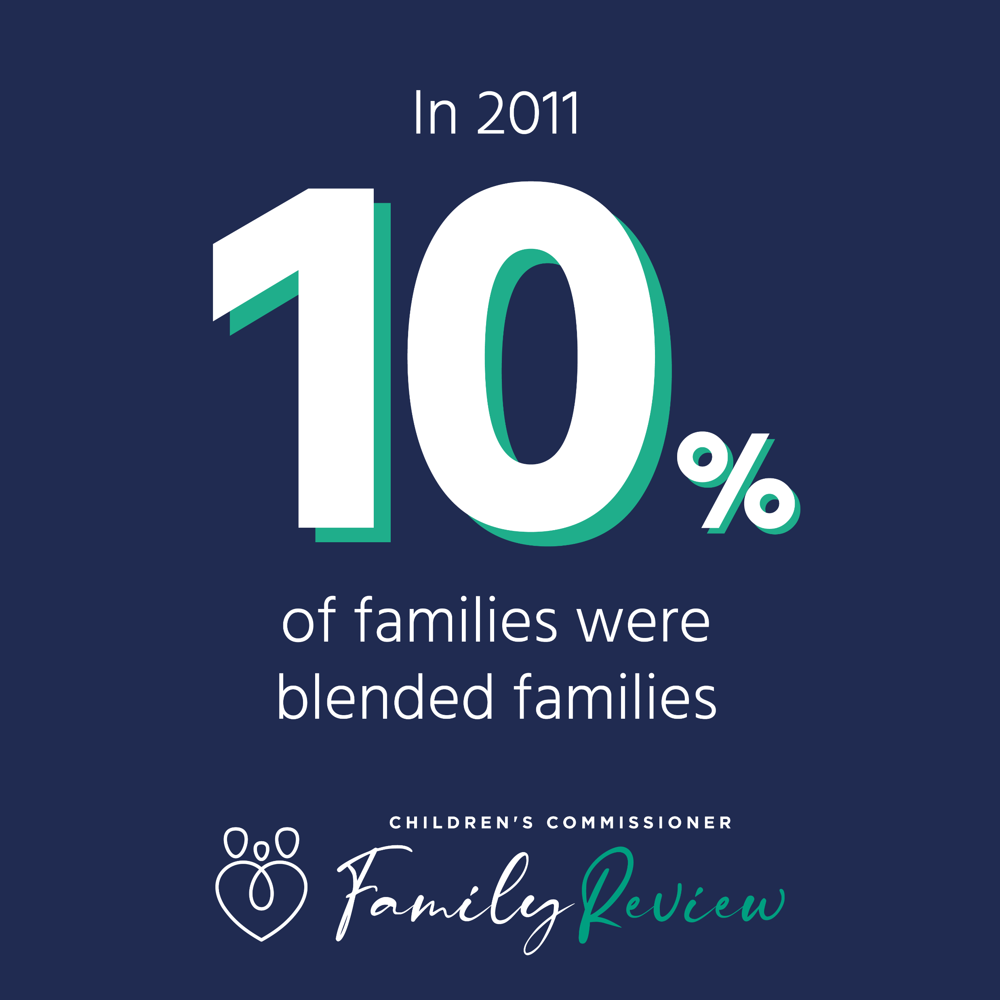 In 2011
10%
of families were
blended families
CHILDREN'S COMMISSIONER
Family Review